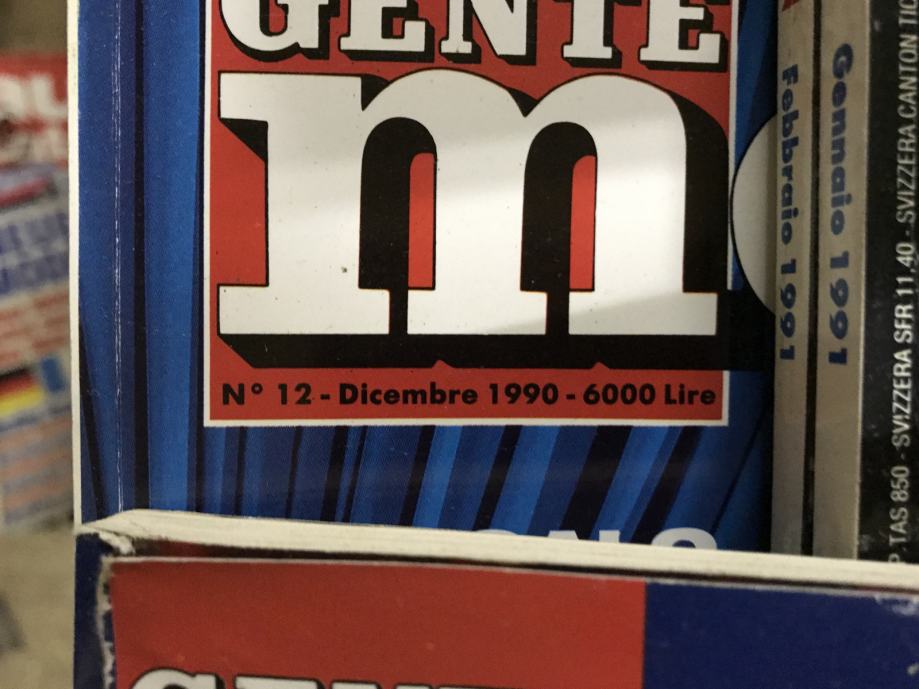 GENTE
m
N° 12 - Dicembre 1990 - 6000 Lire
Febbraio 1991
Gennaio 1991
TAS 850 - SVIZZERA SFR 11,40 - SVIZZERA CANTON TIC